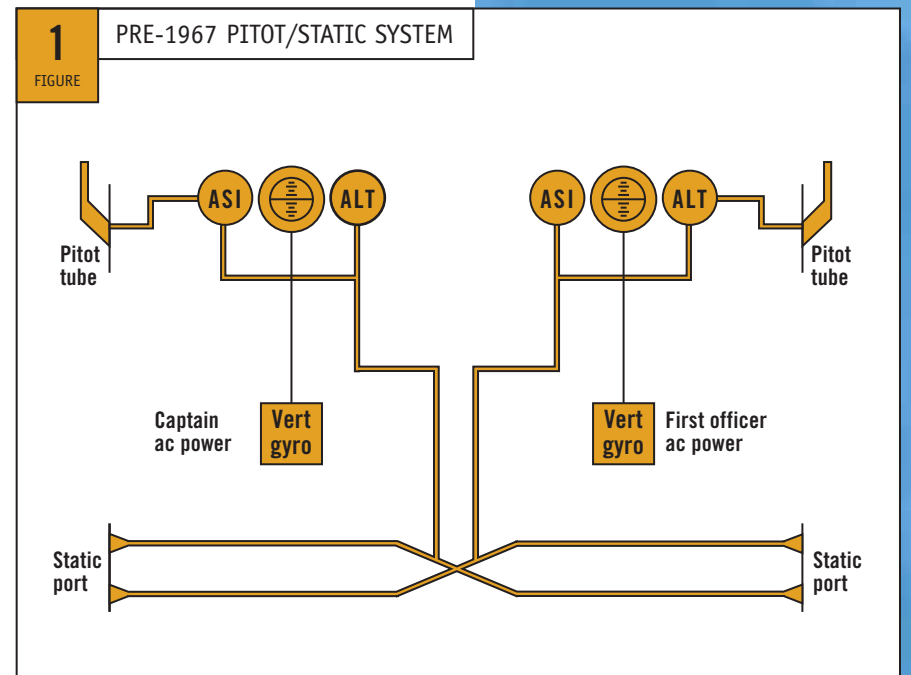 1
FIGURE
PRE-1967 PITOT/STATIC SYSTEM
ASI
ALT
ASI
ALT
Pitot
tube
Pitot
tube
Captain
ac power
Vert
gyro
Vert
gyro
First officer
ac power
Static
port
Static
port